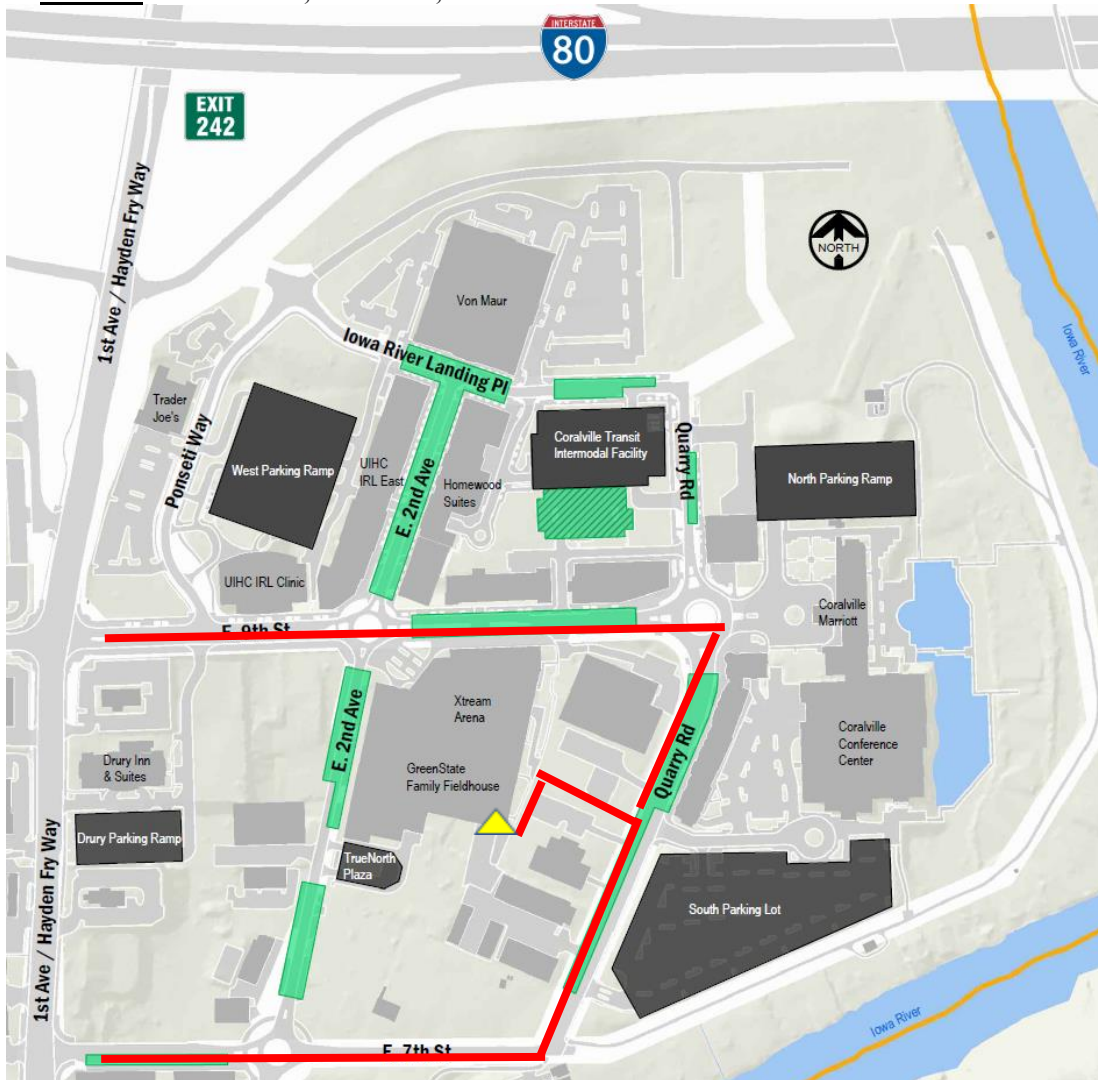 INTERSTATE
80
EXIT
242
1st Ave / Hayden Fry Way
NORTH
Von Maur
Iowa River
Iowa River Landing Pl
Trader
Joe's
Ponseti Way
West Parking Ramp
UIHC
IRL East
E. 2nd Ave
Homewood
Suites
Coralville Transit
Intermodal Facility
Quarry Rd
North Parking Ramp
UIHC IRL Clinic
Coralville
Marriott
E. 9th St
Xtream
Arena
E. 2nd Ave
Quarry Rd
Coralville
Conference
Center
Drury Inn
& Suites
GreenState
Family Fieldhouse
Drury Parking Ramp
TrueNorth
Plaza
South Parking Lot
1st Ave / Hayden Fry Way
Iowa River
E. 7th St